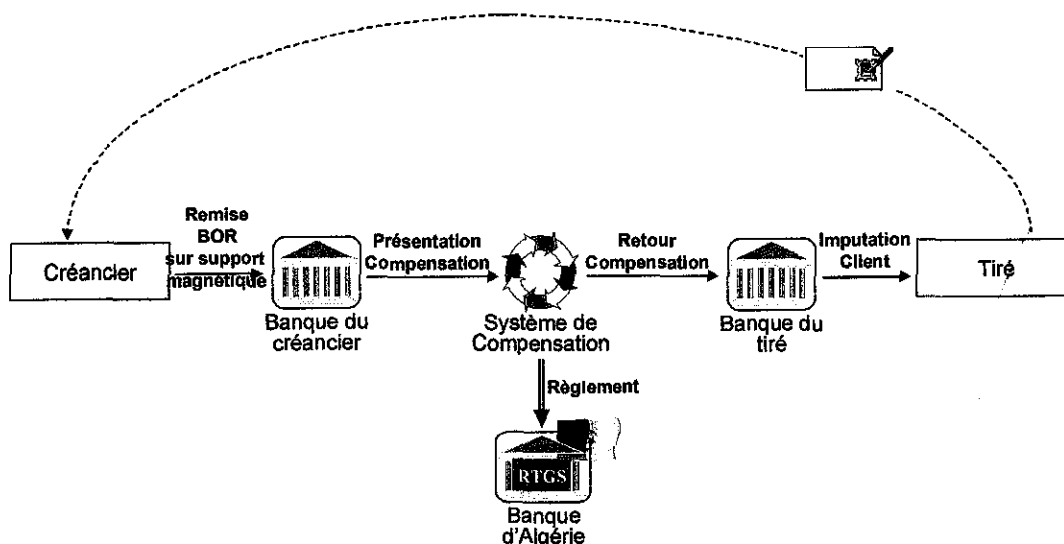 Remise
BOR
sur support
magnétique
Présentation
Compensation
Retour
Compensation
Imputation
Client
Créancier
Tiré
Banque du
créancier
Système de
Compensation
Banque du
tiré
Règlement
RTGS
Banque
d'Algérie